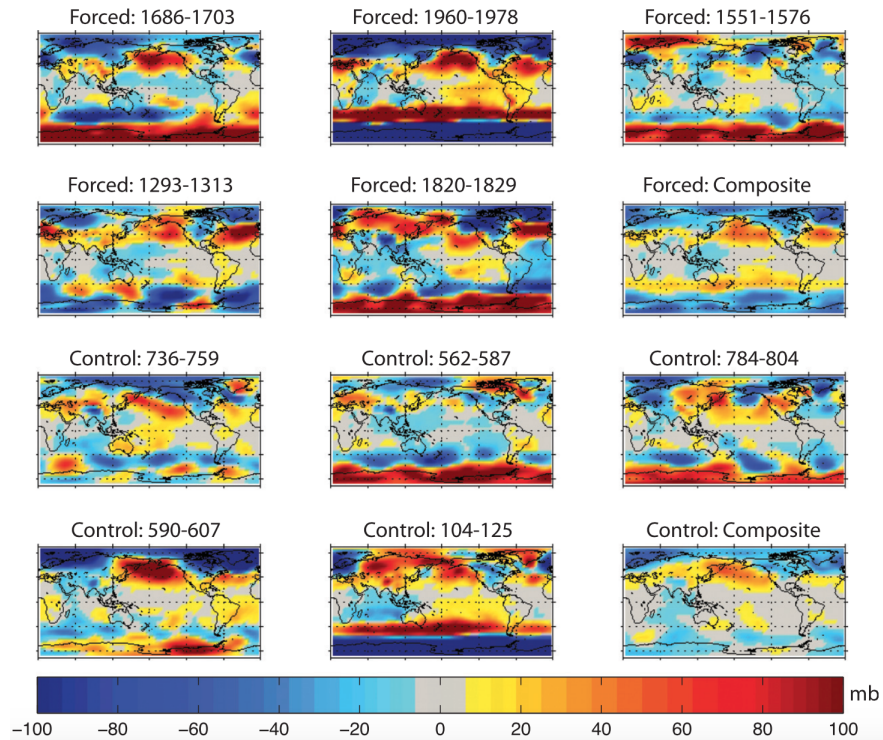 Forced: 1686-1703
Forced: 1960-1978
Forced: 1551-1576
Forced: 1293-1313
Forced: 1820-1829
Forced: Composite
Control: 736-759
Control: 562-587
Control: 784-804
Control: 590-607
Control: 104-125
Control: Composite
mb
−100 −80 −60 −40 −20 0 20 40 60 80 100